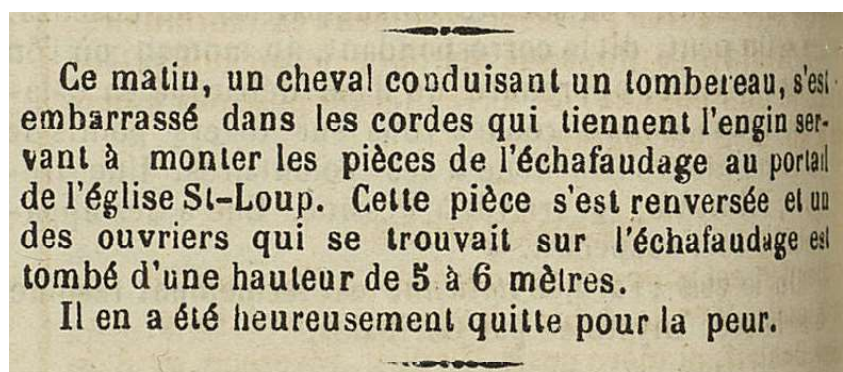 Ce matin, un cheval conduisant un tombereau, s'est
embarrassé dans les cordes qui tiennent l'engin ser-
vant à monter les pièces de l'échafaudage au portail
de l'église St-Loup. Cette pièce s'est renversée et un
des ouvriers qui se trouvait sur l'échafaudage est
tombé d'une hauteur de 5 à 6 mètres.
Il en a été heureusement quitte pour la peur.